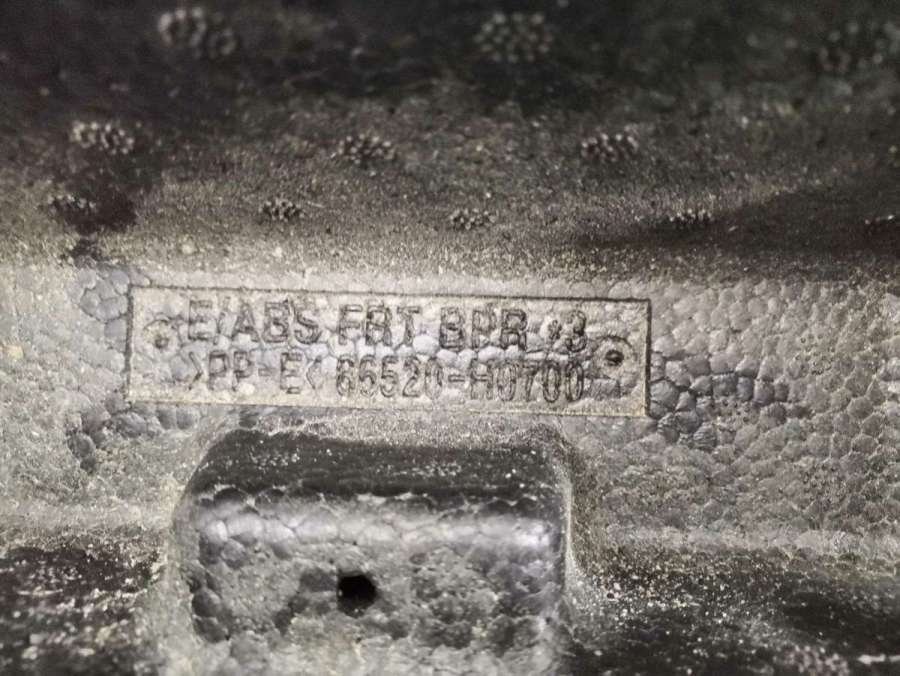 E/ABS FRT BPR
>PP-E< 86520-H0700